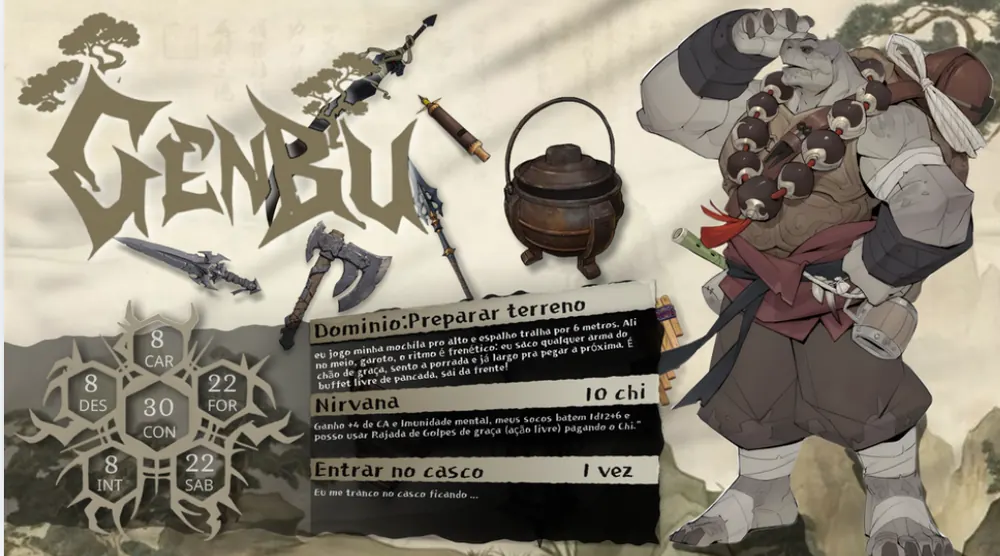 GENBU
8
CAR
8
DES
22
FOR
30
CON
8
INT
22
SAB
Dominio:Preparar terreno
eu jogo minha mochila pro alto e espalho tralha por 6 metros. Ali
no meio, garoto, o ritmo é frenético: eu saco qualquer arma do
chão de graça, sento a porrada e já largo pra pegar a próxima. É
buffet livre de pancada, sai da frente!
Nirvana 10 chi
Ganho +4 de CA e Imunidade mental, meus socos batem 1d12+6 e
posso usar Rajada de Golpes de graça (ação livre) pagando o Chi."
Entrar no casco 1 vez
Eu me tranco no casco ficando ...